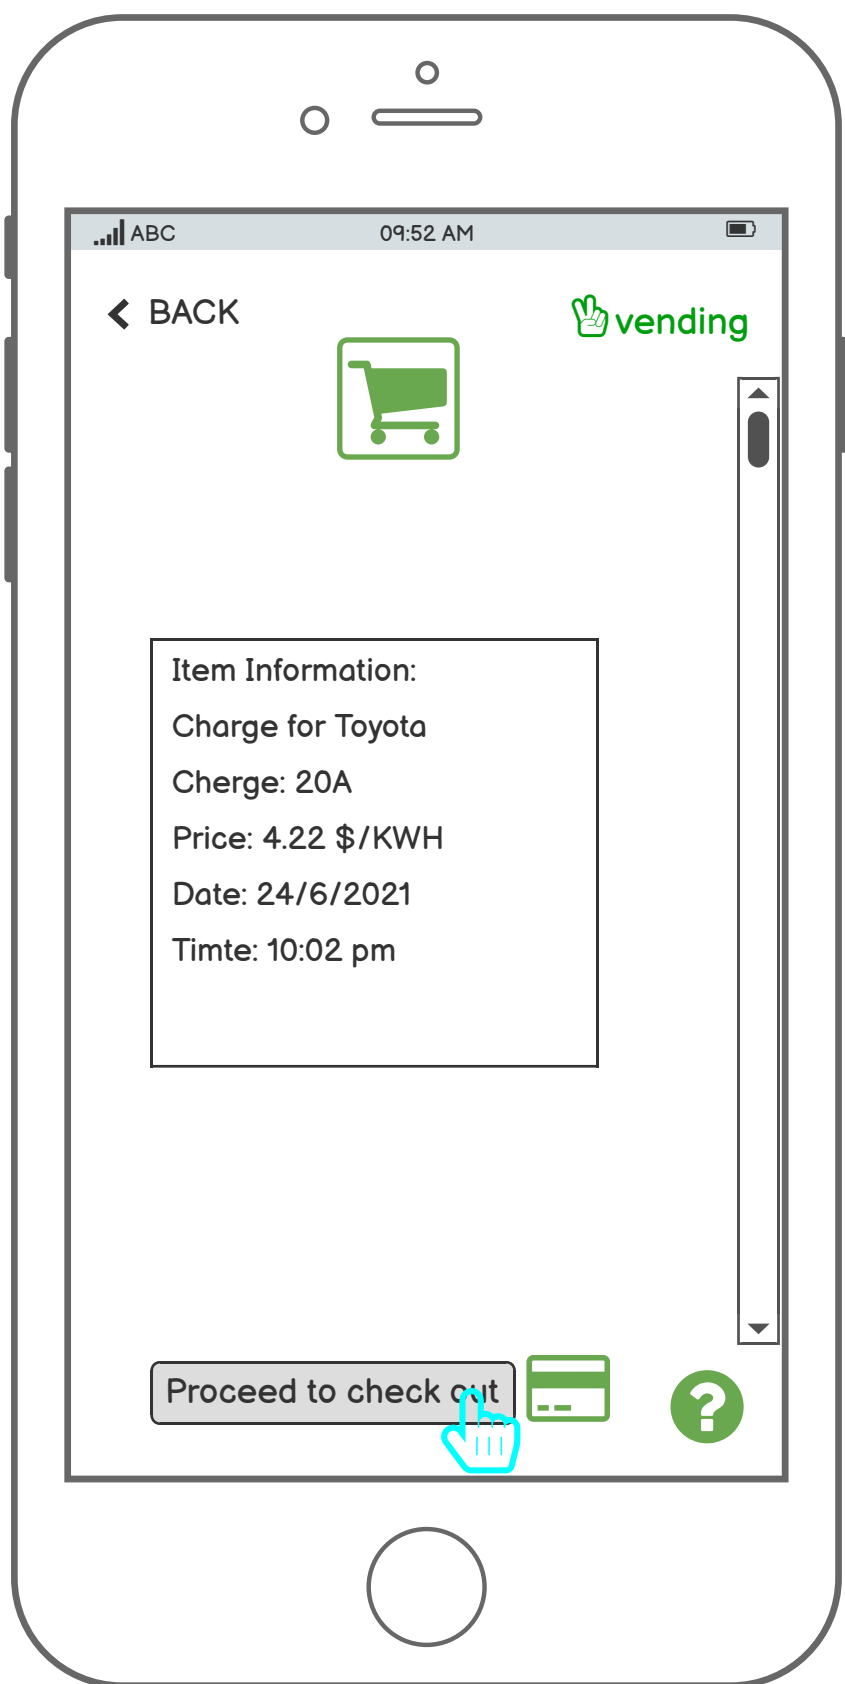 ABC 09:52 AM
BACK
vending
Item Information:
Charge for Toyota
Cherge: 20A
Price: 4.22 $/KWH
Date: 24/6/2021
Timte: 10:02 pm
Proceed to check out
?